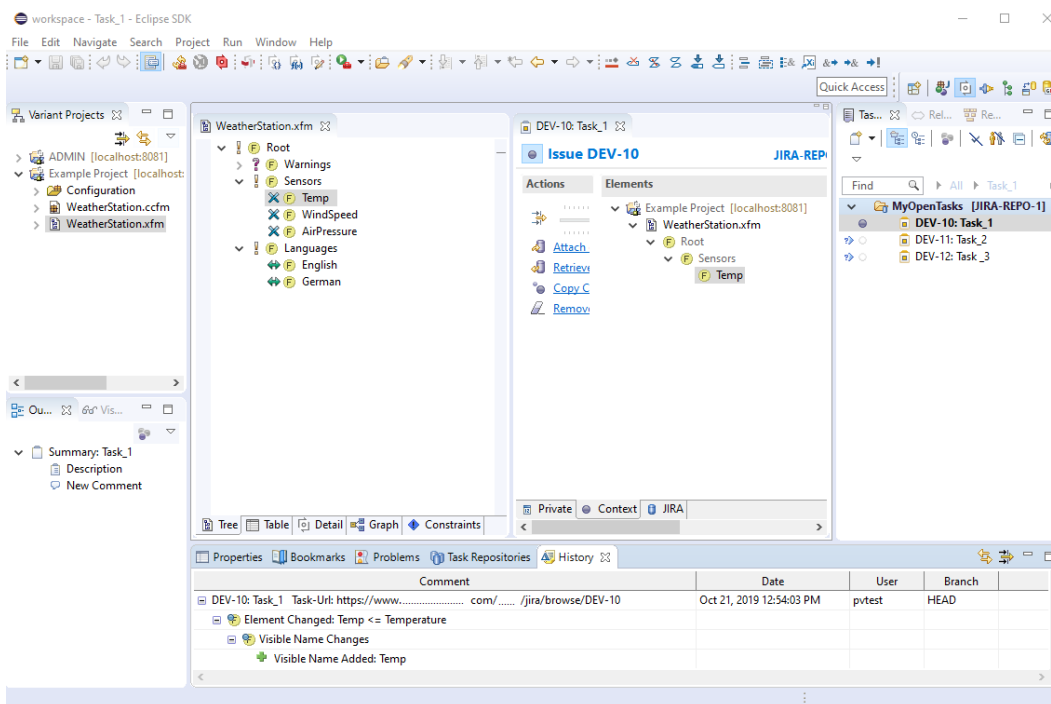 workspace - Task_1 - Eclipse SDK
File Edit Navigate Search Project Run Window Help
Quick Access
Variant Projects
ADMIN [localhost:8081]
Example Project [localhost:
Configuration
WeatherStation.ccfm
WeatherStation.xfm
Ou... Vis...
Summary: Task_1
Description
New Comment
WeatherStation.xfm
Root
Warnings
Sensors
Temp
WindSpeed
AirPressure
Languages
English
German
Tree Table Detail Graph Constraints
DEV-10: Task_1
Issue DEV-10 JIRA-REP
Actions Elements
Attach
Retrieve
Copy C
Remov
Example Project [localhost:8081]
WeatherStation.xfm
Root
Sensors
Temp
Private Context JIRA
Tas... Rel... Re...
Find All Task_1
MyOpenTasks [JIRA-REPO-1]
DEV-10: Task_1
DEV-11: Task_2
DEV-12: Task _3
Properties Bookmarks Problems Task Repositories History
Comment Date User Branch
DEV-10: Task_1 Task-Url: https://www...................... com/...... /jira/browse/DEV-10 Oct 21, 2019 12:54:03 PM pvtest HEAD
Element Changed: Temp <= Temperature
Visible Name Changes
Visible Name Added: Temp